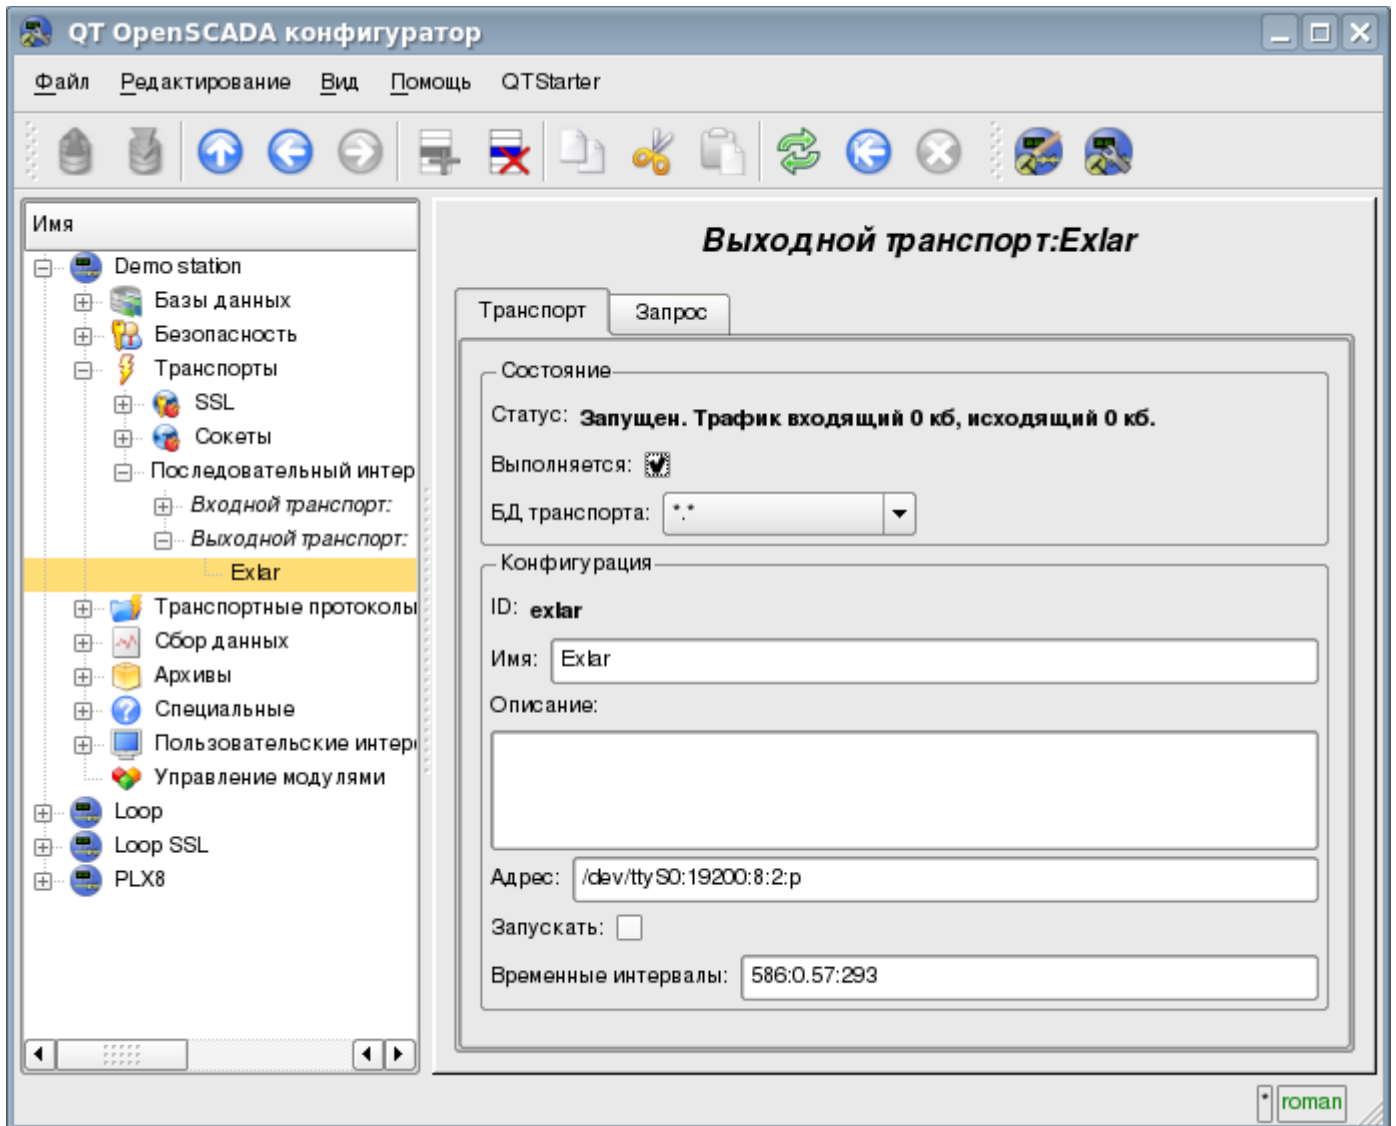 QT OpenSCADA конфигуратор
Файл Редактирование Вид Помощь QTStarter
Имя
Demo station
Базы данных
Безопасность
Транспорты
SSL
Сокеты
Последовательный интер
Входной транспорт:
Выходной транспорт:
Exlar
Транспортные протоколы
Сбор данных
Архивы
Специальные
Пользовательские интер
Управление модулями
Loop
Loop SSL
PLX8
Выходной транспорт:Exlar
Транспорт Запрос
Состояние
Статус: Запущен. Трафик входящий 0 кб, исходящий 0 кб.
Выполняется:
БД транспорта: *.*
Конфигурация
ID: exlar
Имя: Exlar
Описание:
Адрес: /dev/ttyS0:19200:8:2:p
Запускать:
Временные интервалы: 586:0.57:293
* roman